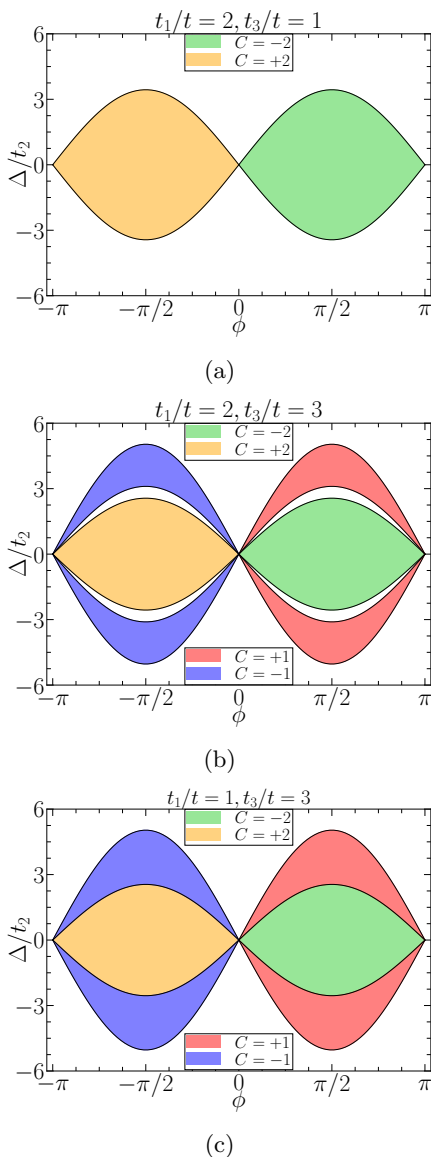 t₁/t = 2, t₃/t = 1
C = −2
C = +2
6
3
0
−3
−6
Δ/t₂
−π
−π/2
0
π/2
π
ϕ
(a)
t₁/t = 2, t₃/t = 3
C = −2
C = +2
6
3
0
−3
−6
Δ/t₂
C = +1
C = −1
−π
−π/2
0
π/2
π
ϕ
(b)
t₁/t = 1, t₃/t = 3
C = −2
C = +2
6
3
0
−3
−6
Δ/t₂
C = +1
C = −1
−π
−π/2
0
π/2
π
ϕ
(c)